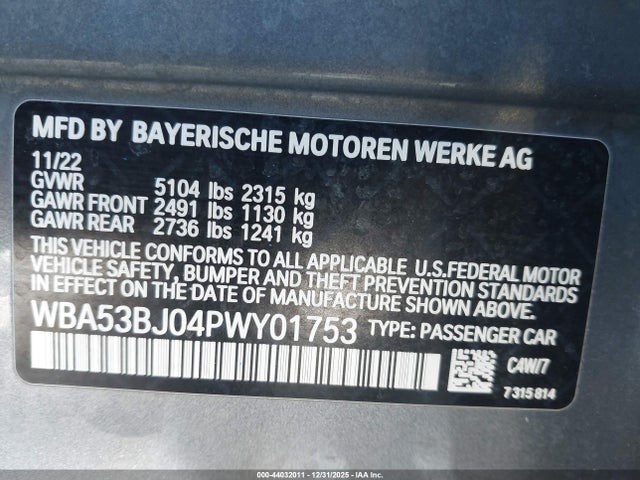 MFD BY BAYERISCHE MOTOREN WERKE AG
11/22
GVWR 5104 lbs 2315 kg
GAWR FRONT 2491 lbs 1130 kg
GAWR REAR 2736 lbs 1241 kg
THIS VEHICLE CONFORMS TO ALL APPLICABLE U.S.FEDERAL MOTOR
VEHICLE SAFETY, BUMPER AND THEFT PREVENTION STANDARDS
IN EFFECT ON THE DATE OF MANUFACTURE SHOWN ABOVE.
WBA53BJ04PWY01753 TYPE: PASSENGER CAR
C4W/7
7 315 814
000-44032011 - 12/31/2025 - IAA Inc.